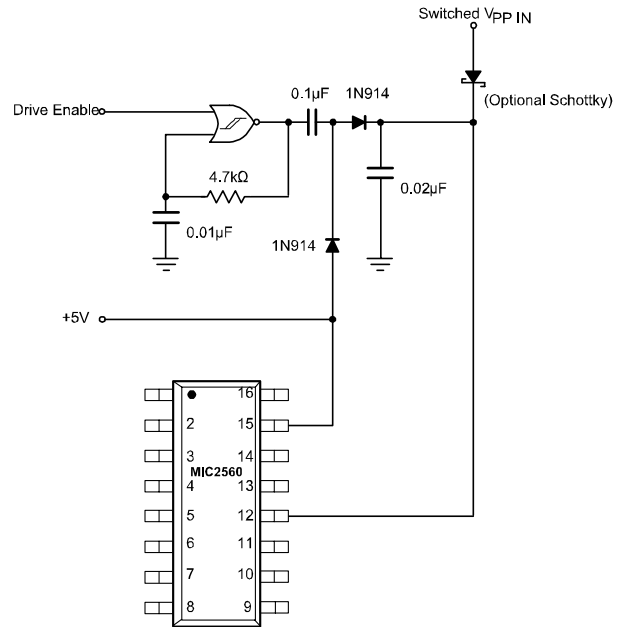 Switched VPP IN
(Optional Schottky)
0.1µF
1N914
Drive Enable
4.7kΩ
0.02µF
0.01µF
1N914
+5V
16
2
15
3
14
MIC2560
4
13
5
12
6
11
7
10
8
9